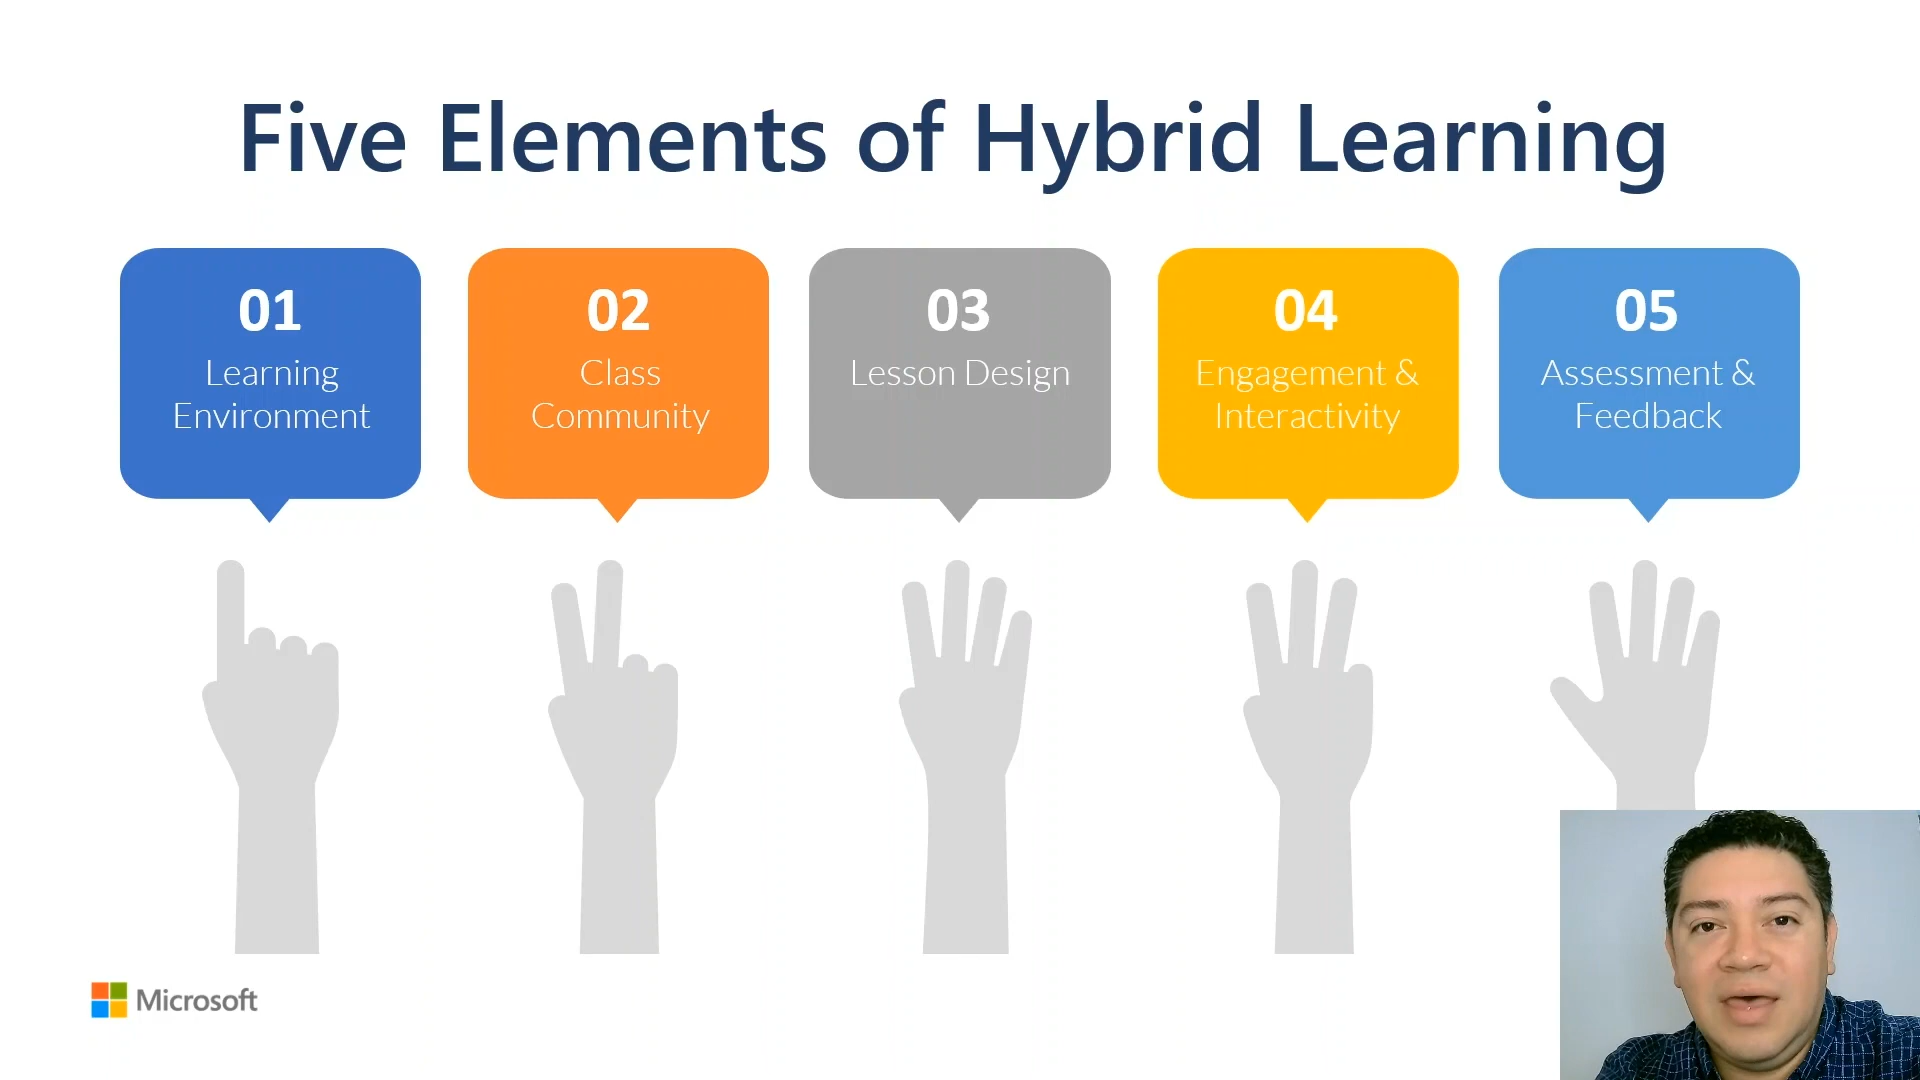 Five Elements of Hybrid Learning
01
Learning
Environment
02
Class
Community
03
Lesson Design
04
Engagement &
Interactivity
05
Assessment &
Feedback
Microsoft